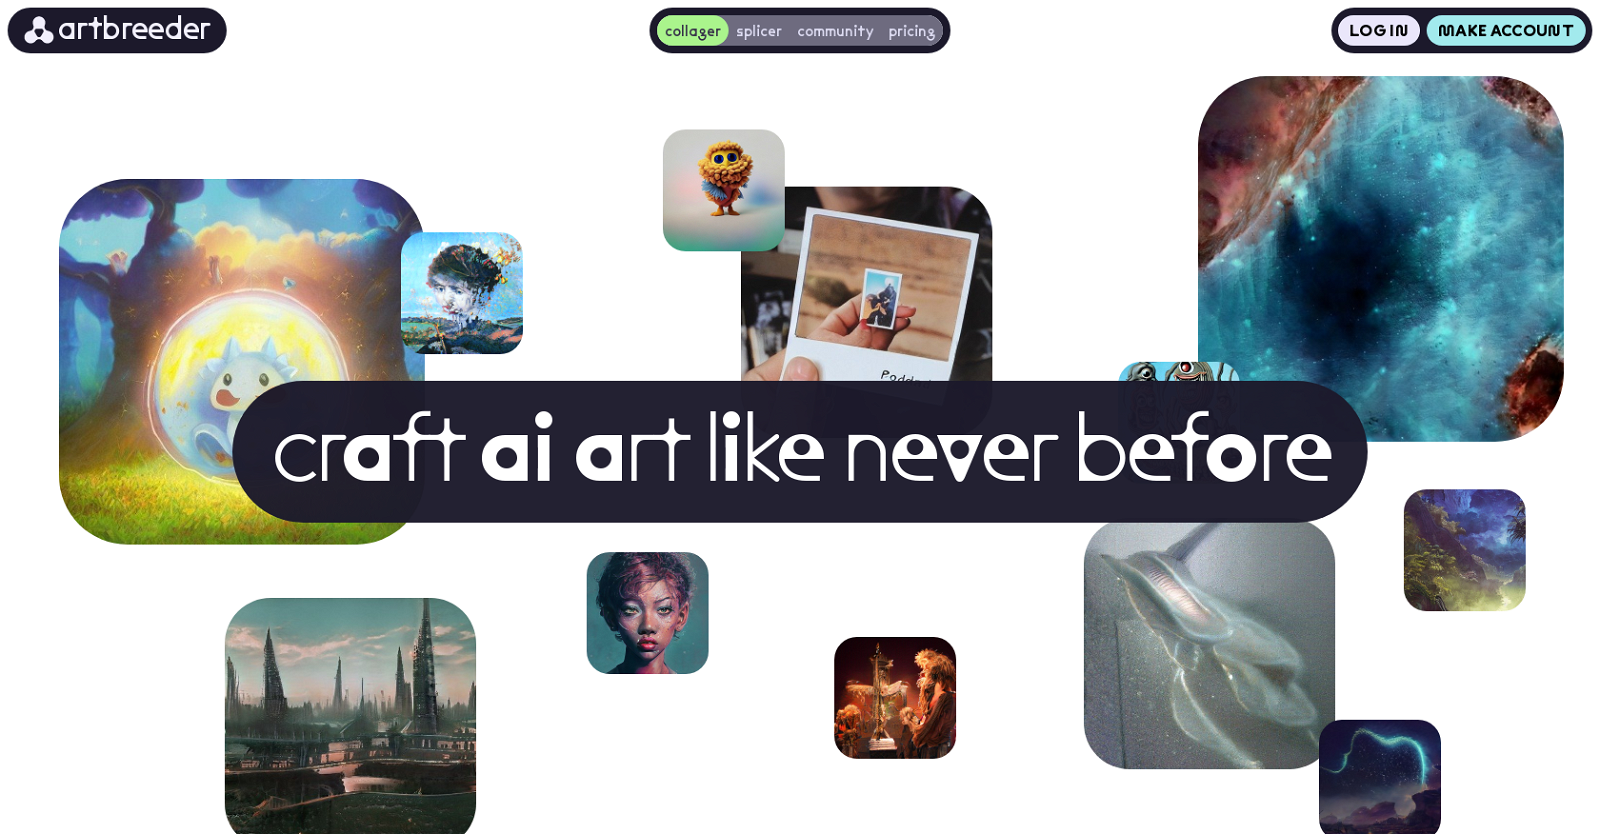 artbreeder
collager splicer community pricing
LOG IN
MAKE ACCOUNT
craft ai art like never before